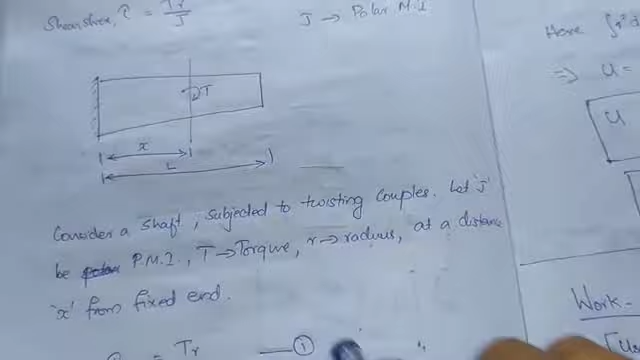 Shear stress, τ = Tr/J
J → Polar M.I
T
x
L
Consider a shaft, subjected to twisting couples. Let 'J'
be P.M.I., T → Torque, r → radius, at a distance
'x' from fixed end.
= Tr ①
Here
⇒ U =
U
Work -